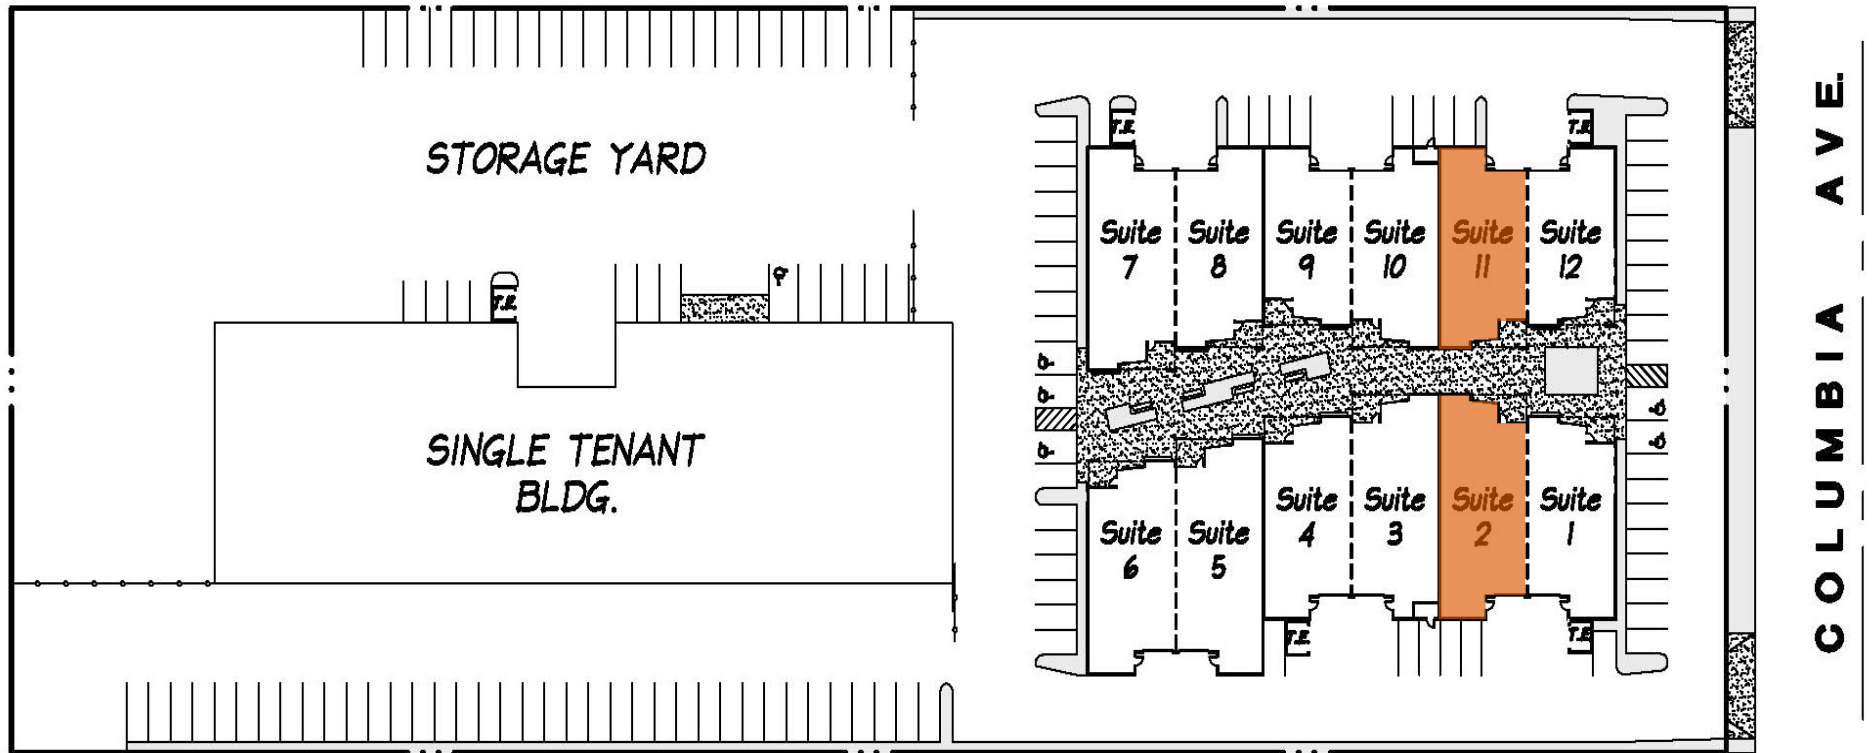 STORAGE YARD
T.E.
T.E.
Suite
7
Suite
8
Suite
9
Suite
10
Suite
11
Suite
12
T.E.
SINGLE TENANT
BLDG.
Suite
6
Suite
5
Suite
4
Suite
3
Suite
2
Suite
1
T.E.
T.E.
COLUMBIA AVE.